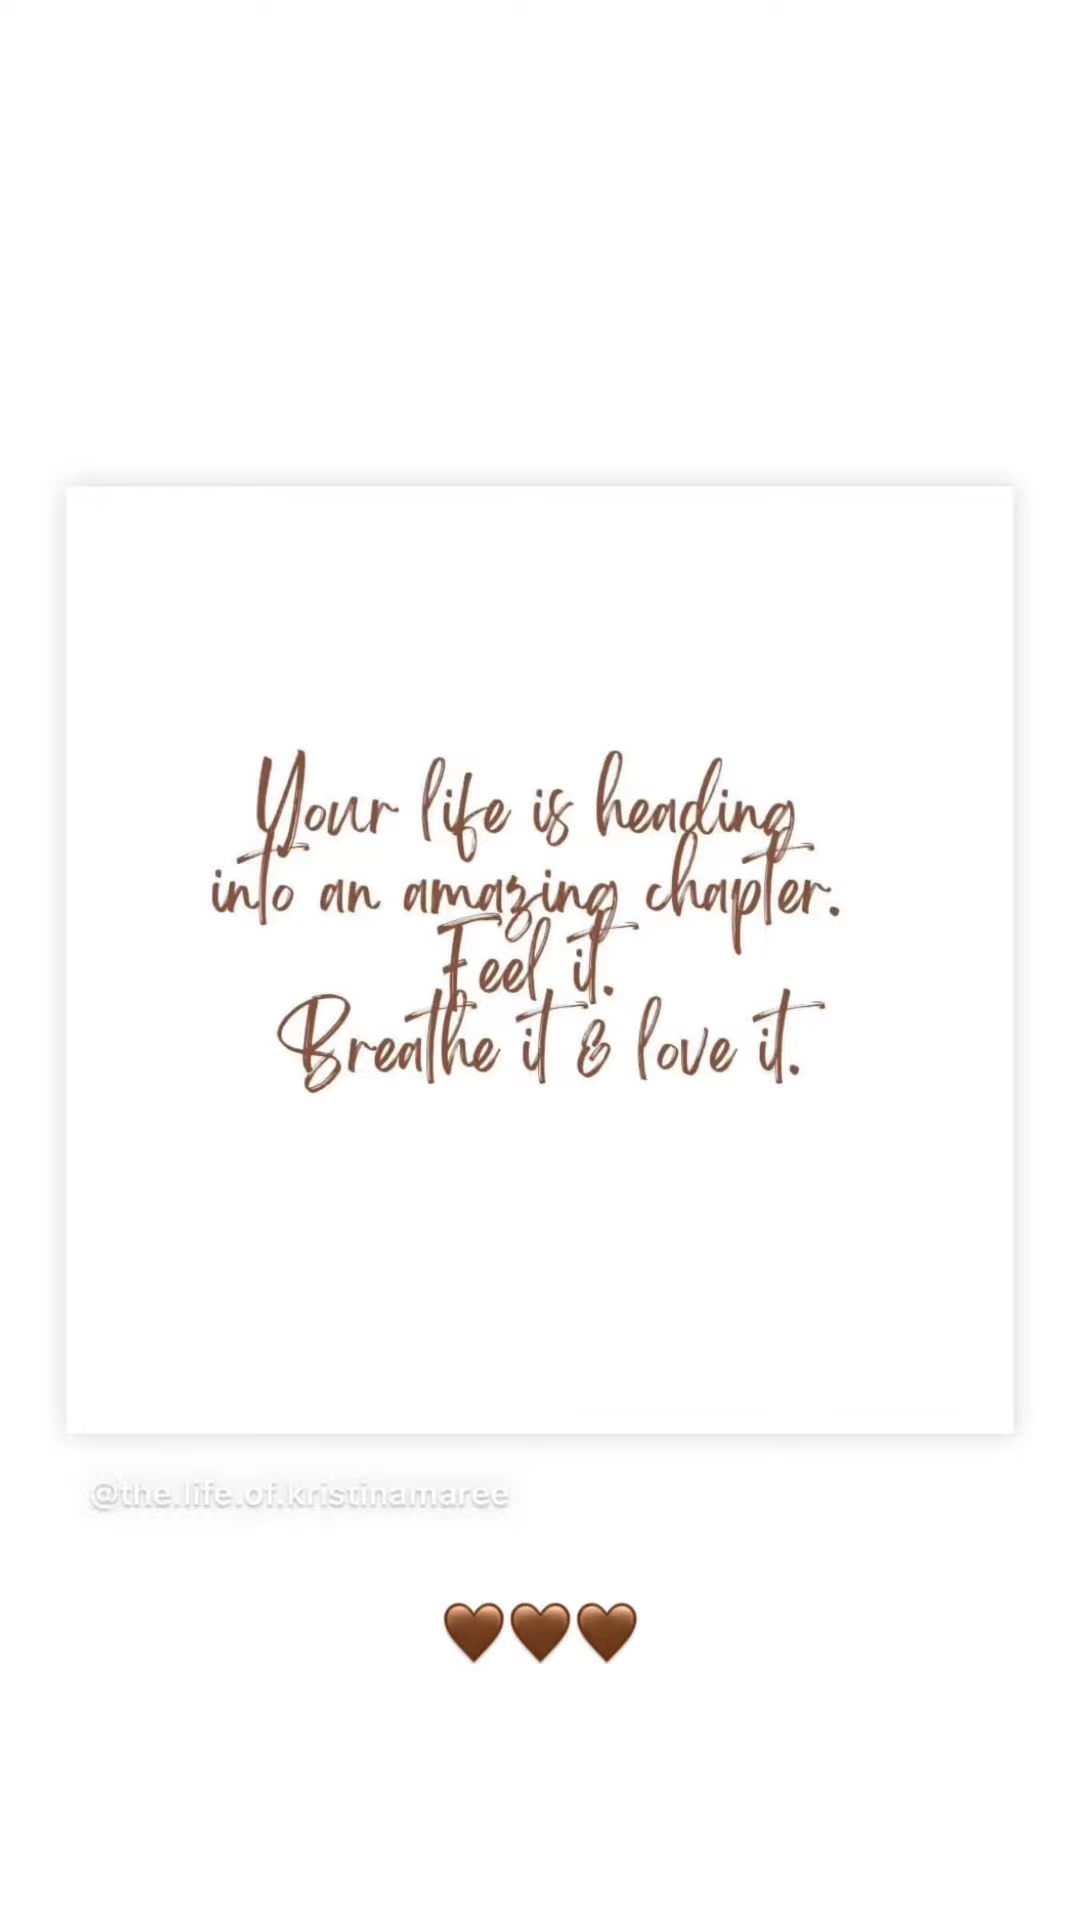 Your life is heading
into an amazing chapter.
Feel it.
Breathe it & love it.
@the.life.of.kristinamaree
🤎🤎🤎